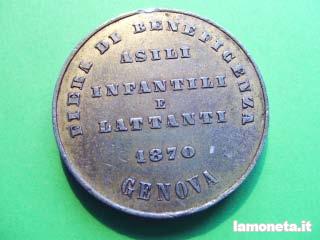 FIERA DI BENEFICENZA
ASILI
INFANTILI
E
LATTANTI
1870
GENOVA
lamoneta.it